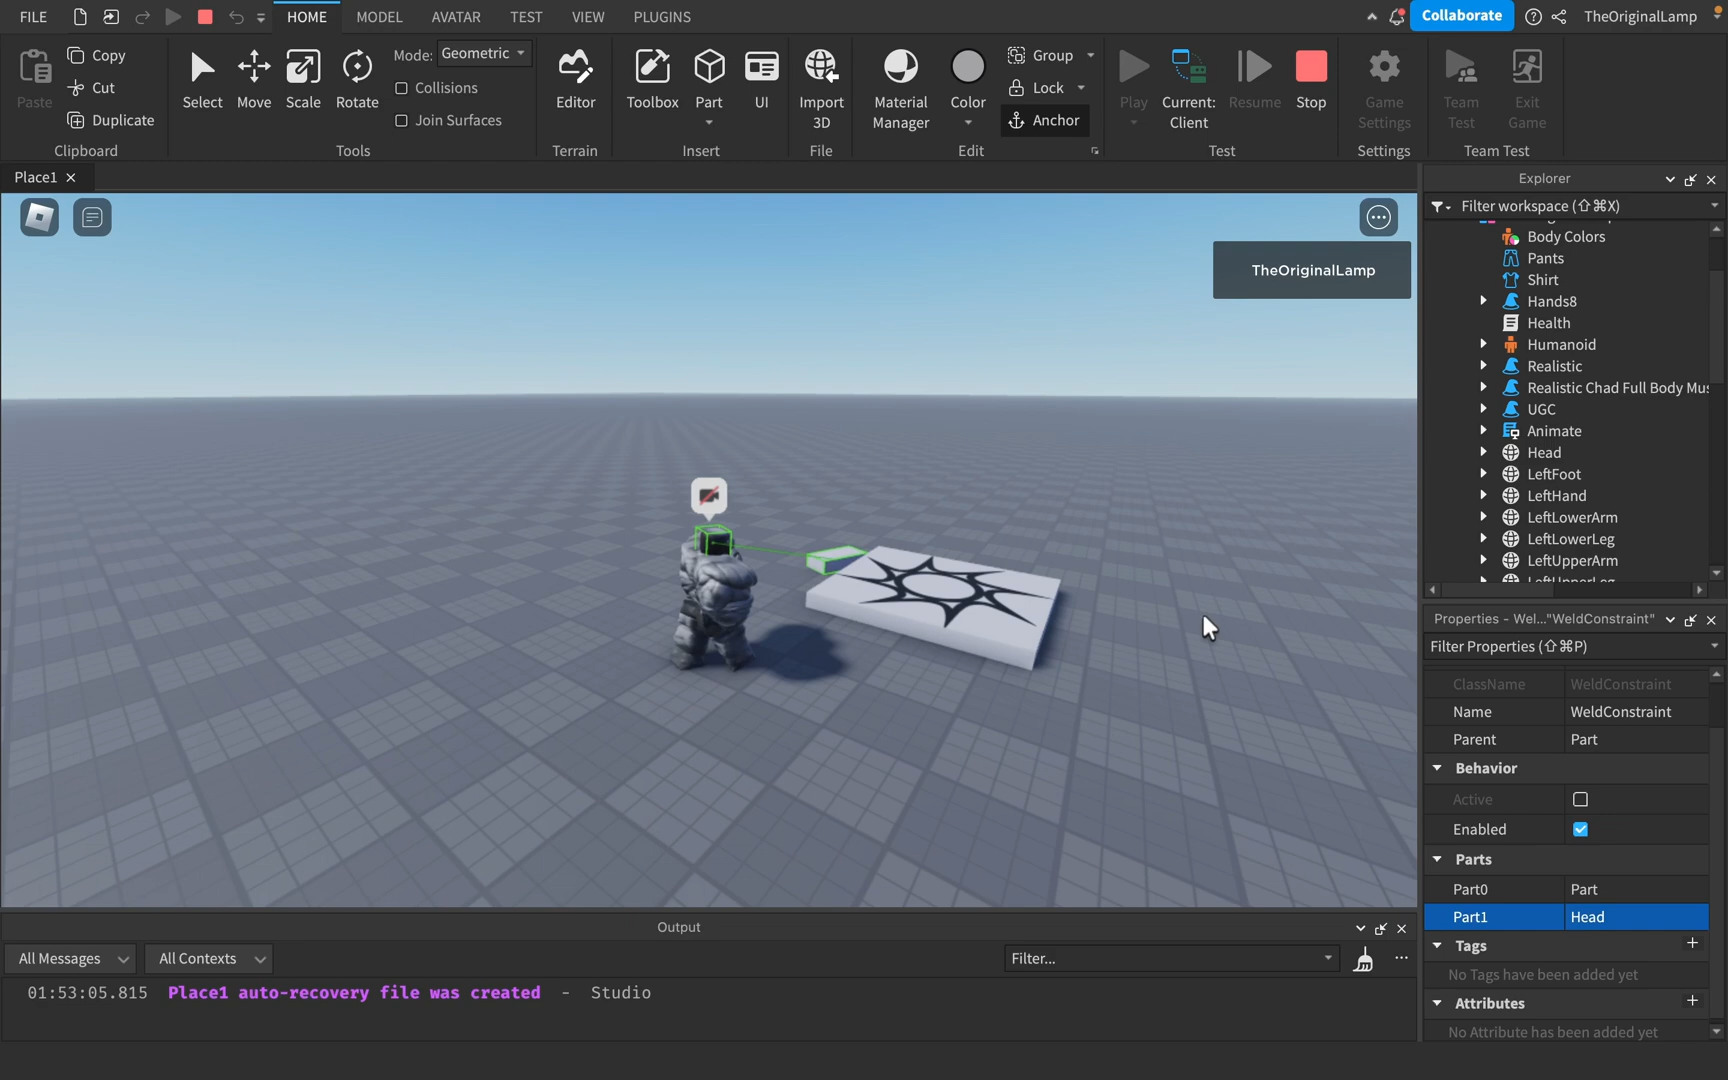 FILE
HOME
MODEL
AVATAR
TEST
VIEW
PLUGINS
Collaborate
TheOriginalLamp
Paste
Copy
Cut
Duplicate
Clipboard
Select
Move
Scale
Rotate
Mode:
Geometric
Collisions
Join Surfaces
Tools
Editor
Terrain
Toolbox
Part
UI
Insert
Import
3D
File
Material
Manager
Color
Group
Lock
Anchor
Edit
Play
Current:
Client
Resume
Stop
Test
Game
Settings
Settings
Team
Test
Exit
Game
Team Test
Place1
TheOriginalLamp
Explorer
Filter workspace (⇧⌘X)
Body Colors
Pants
Shirt
Hands8
Health
Humanoid
Realistic
Realistic Chad Full Body Mus
UGC
Animate
Head
LeftFoot
LeftHand
LeftLowerArm
LeftLowerLeg
LeftUpperArm
LeftUpperLeg
Properties - Wel..."WeldConstraint"
Filter Properties (⇧⌘P)
ClassName WeldConstraint
Name WeldConstraint
Parent Part
Behavior
Active
Enabled
Parts
Part0 Part
Part1 Head
Tags
No Tags have been added yet
Attributes
No Attribute has been added yet
Output
All Messages
All Contexts
Filter...
01:53:05.815 Place1 auto-recovery file was created - Studio